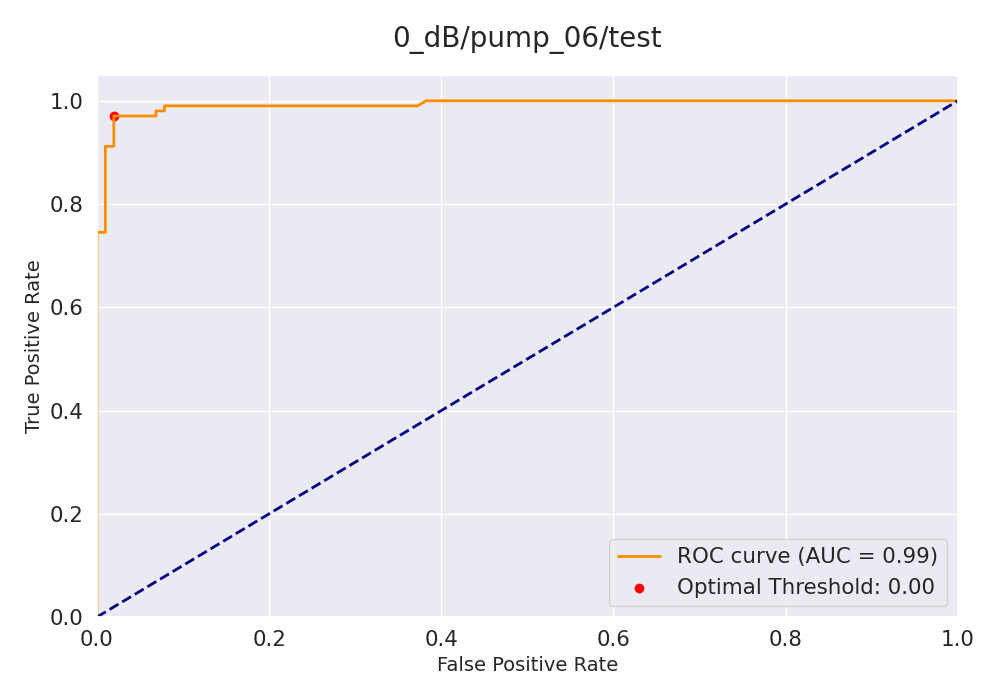 0_dB/pump_06/test
True Positive Rate
1.0
0.8
0.6
0.4
0.2
0.0
0.0 0.2 0.4 0.6 0.8 1.0
False Positive Rate
ROC curve (AUC = 0.99)
Optimal Threshold: 0.00